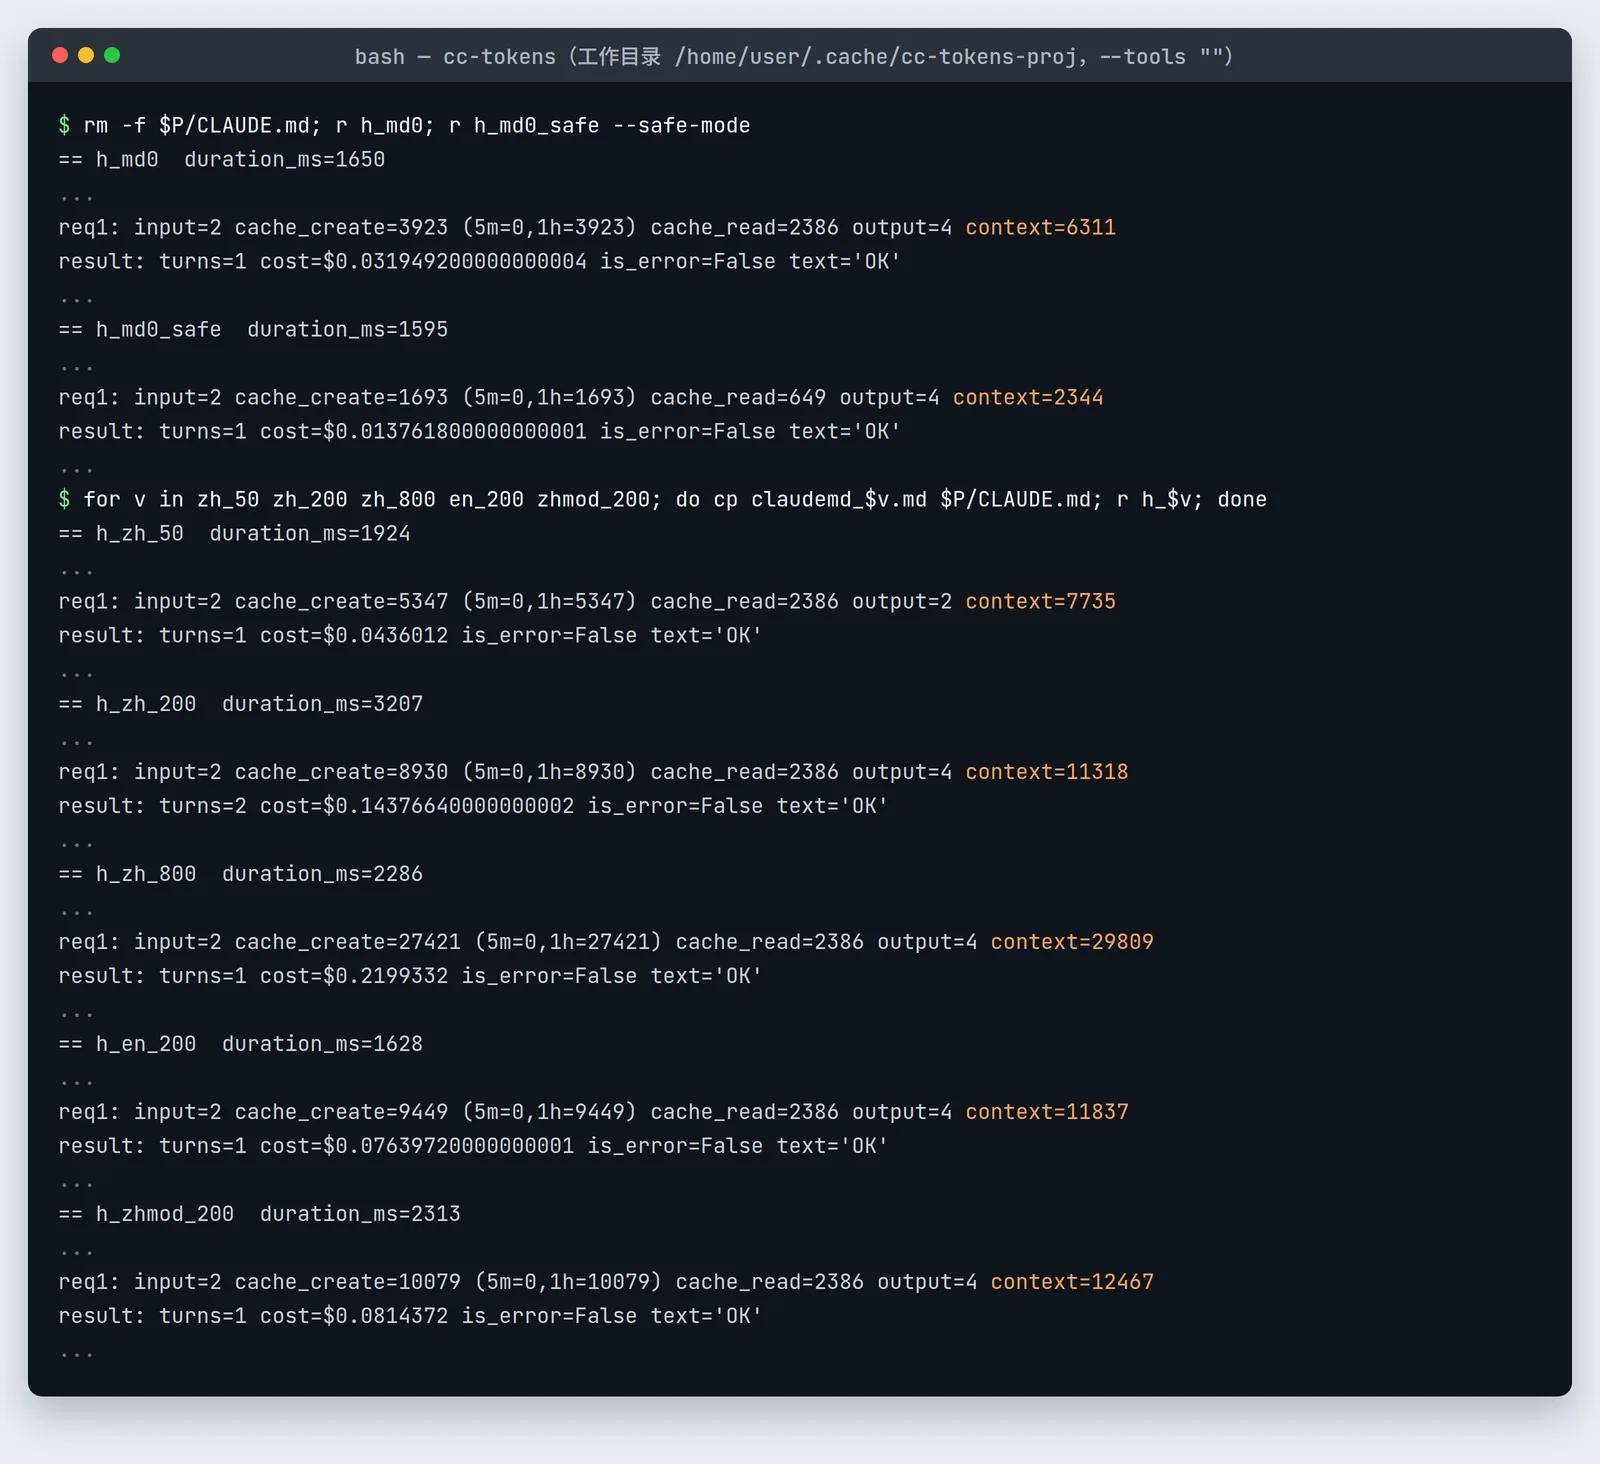 bash — cc-tokens（工作目录 /home/user/.cache/cc-tokens-proj，--tools ""）
$ rm -f $P/CLAUDE.md; r h_md0; r h_md0_safe --safe-mode
== h_md0  duration_ms=1650
...
req1: input=2 cache_create=3923 (5m=0,1h=3923) cache_read=2386 output=4 context=6311
result: turns=1 cost=$0.031949200000000004 is_error=False text='OK'
...
== h_md0_safe  duration_ms=1595
...
req1: input=2 cache_create=1693 (5m=0,1h=1693) cache_read=649 output=4 context=2344
result: turns=1 cost=$0.013761800000000001 is_error=False text='OK'
...
$ for v in zh_50 zh_200 zh_800 en_200 zhmod_200; do cp claudemd_$v.md $P/CLAUDE.md; r h_$v; done
== h_zh_50  duration_ms=1924
...
req1: input=2 cache_create=5347 (5m=0,1h=5347) cache_read=2386 output=2 context=7735
result: turns=1 cost=$0.0436012 is_error=False text='OK'
...
== h_zh_200  duration_ms=3207
...
req1: input=2 cache_create=8930 (5m=0,1h=8930) cache_read=2386 output=4 context=11318
result: turns=2 cost=$0.14376640000000002 is_error=False text='OK'
...
== h_zh_800  duration_ms=2286
...
req1: input=2 cache_create=27421 (5m=0,1h=27421) cache_read=2386 output=4 context=29809
result: turns=1 cost=$0.2199332 is_error=False text='OK'
...
== h_en_200  duration_ms=1628
...
req1: input=2 cache_create=9449 (5m=0,1h=9449) cache_read=2386 output=4 context=11837
result: turns=1 cost=$0.07639720000000001 is_error=False text='OK'
...
== h_zhmod_200  duration_ms=2313
...
req1: input=2 cache_create=10079 (5m=0,1h=10079) cache_read=2386 output=4 context=12467
result: turns=1 cost=$0.0814372 is_error=False text='OK'
...